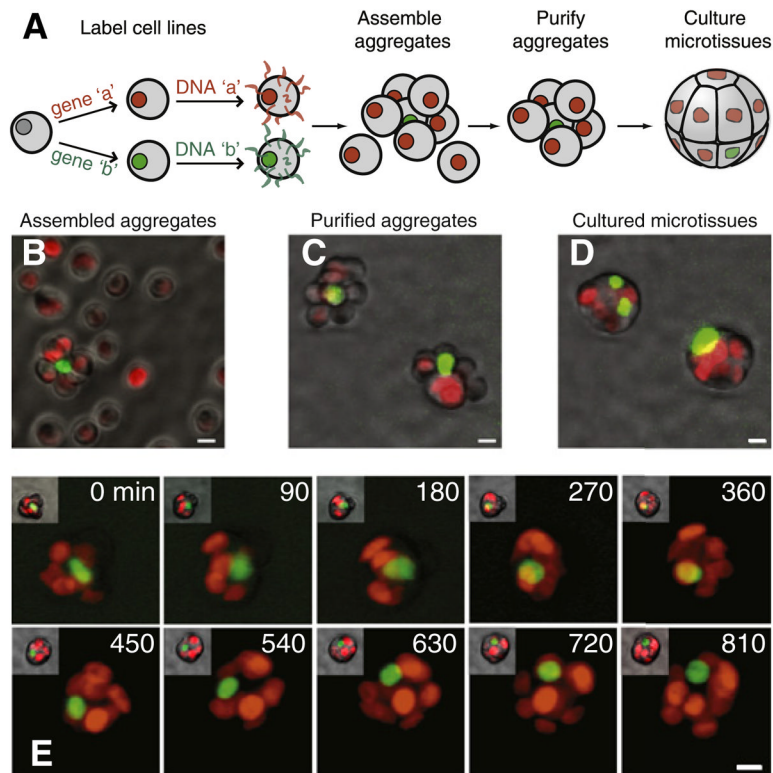 A
Label cell lines
Assemble
aggregates
Purify
aggregates
Culture
microtissues
gene 'a'
DNA 'a'
gene 'b'
DNA 'b'
Assembled aggregates
Purified aggregates
Cultured microtissues
B
C
D
0 min
90
180
270
360
450
540
630
720
810
E